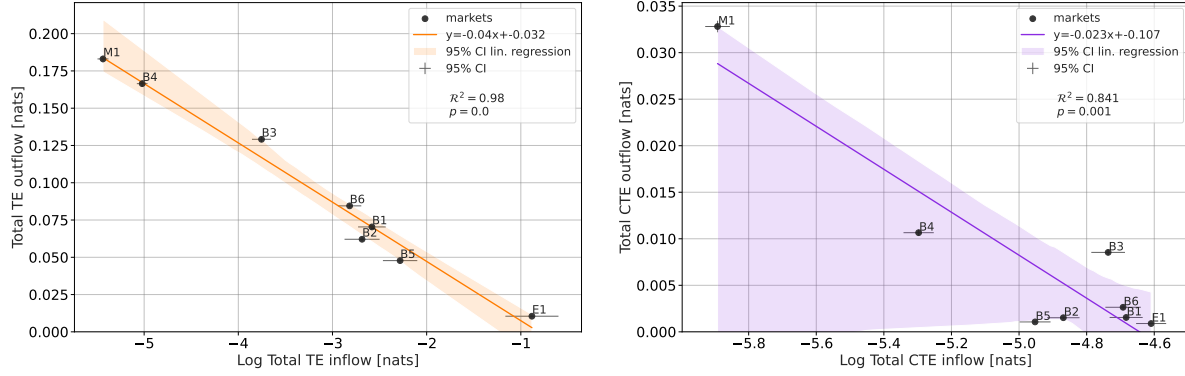 markets
y=-0.04x+-0.032
95% CI lin. regression
95% CI
R² = 0.98
p = 0.0
M1
B4
B3
B6
B1
B2
B5
E1
0.200
0.175
0.150
0.125
0.100
0.075
0.050
0.025
0.000
Total TE outflow [nats]
−5
−4
−3
−2
−1
Log Total TE inflow [nats]
markets
y=-0.023x+-0.107
95% CI lin. regression
95% CI
R² = 0.841
p = 0.001
M1
B4
B3
B6
B5
B2
B1
E1
0.035
0.030
0.025
0.020
0.015
0.010
0.005
0.000
Total CTE outflow [nats]
−5.8
−5.6
−5.4
−5.2
−5.0
−4.8
−4.6
Log Total CTE inflow [nats]